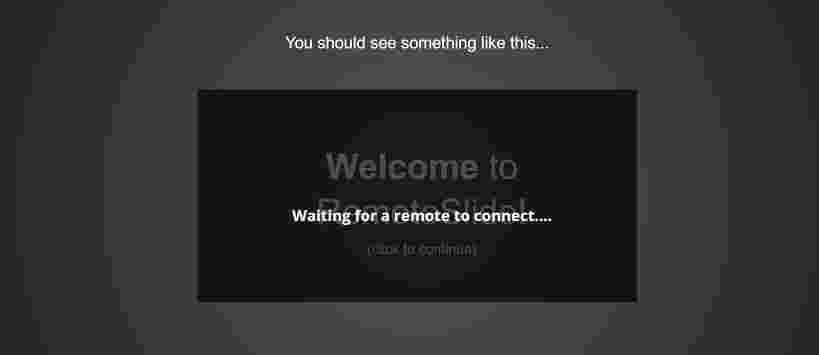 You should see something like this...
Welcome to
RemoteSlide!
Waiting for a remote to connect....
(click to continue)